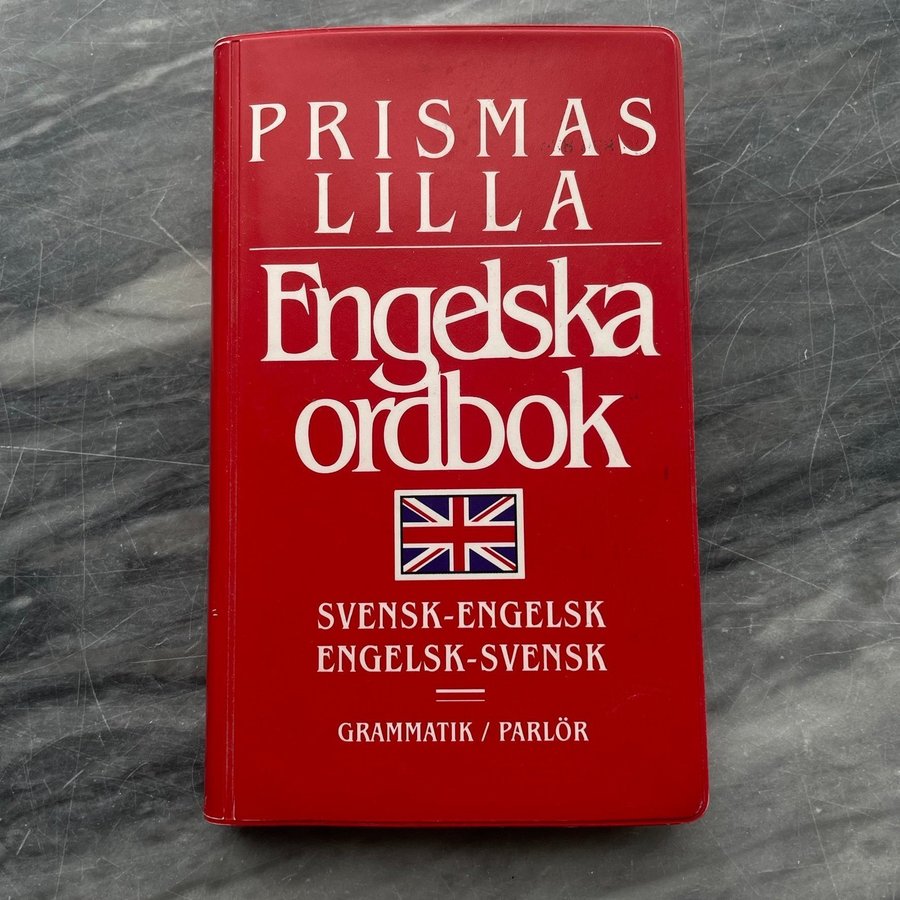 PRISMAS
LILLA
Engelska
ordbok
SVENSK-ENGELSK
ENGELSK-SVENSK
GRAMMATIK / PARLÖR